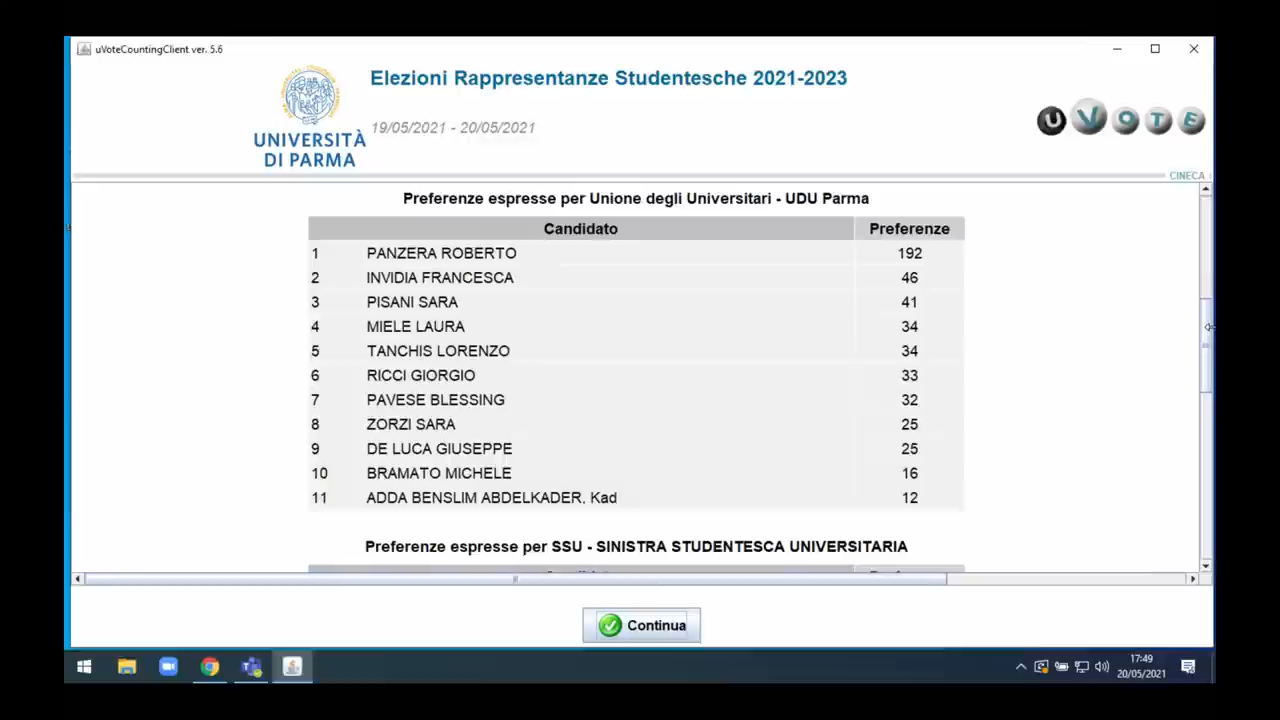 uVoteCountingClient ver. 5.6
Elezioni Rappresentanze Studentesche 2021-2023
19/05/2021 - 20/05/2021
UNIVERSITÀ
DI PARMA
U V O T E
CINECA
Preferenze espresse per Unione degli Universitari - UDU Parma
Candidato Preferenze
1 PANZERA ROBERTO 192
2 INVIDIA FRANCESCA 46
3 PISANI SARA 41
4 MIELE LAURA 34
5 TANCHIS LORENZO 34
6 RICCI GIORGIO 33
7 PAVESE BLESSING 32
8 ZORZI SARA 25
9 DE LUCA GIUSEPPE 25
10 BRAMATO MICHELE 16
11 ADDA BENSLIM ABDELKADER, Kad 12
Preferenze espresse per SSU - SINISTRA STUDENTESCA UNIVERSITARIA
Continua
17:49
20/05/2021